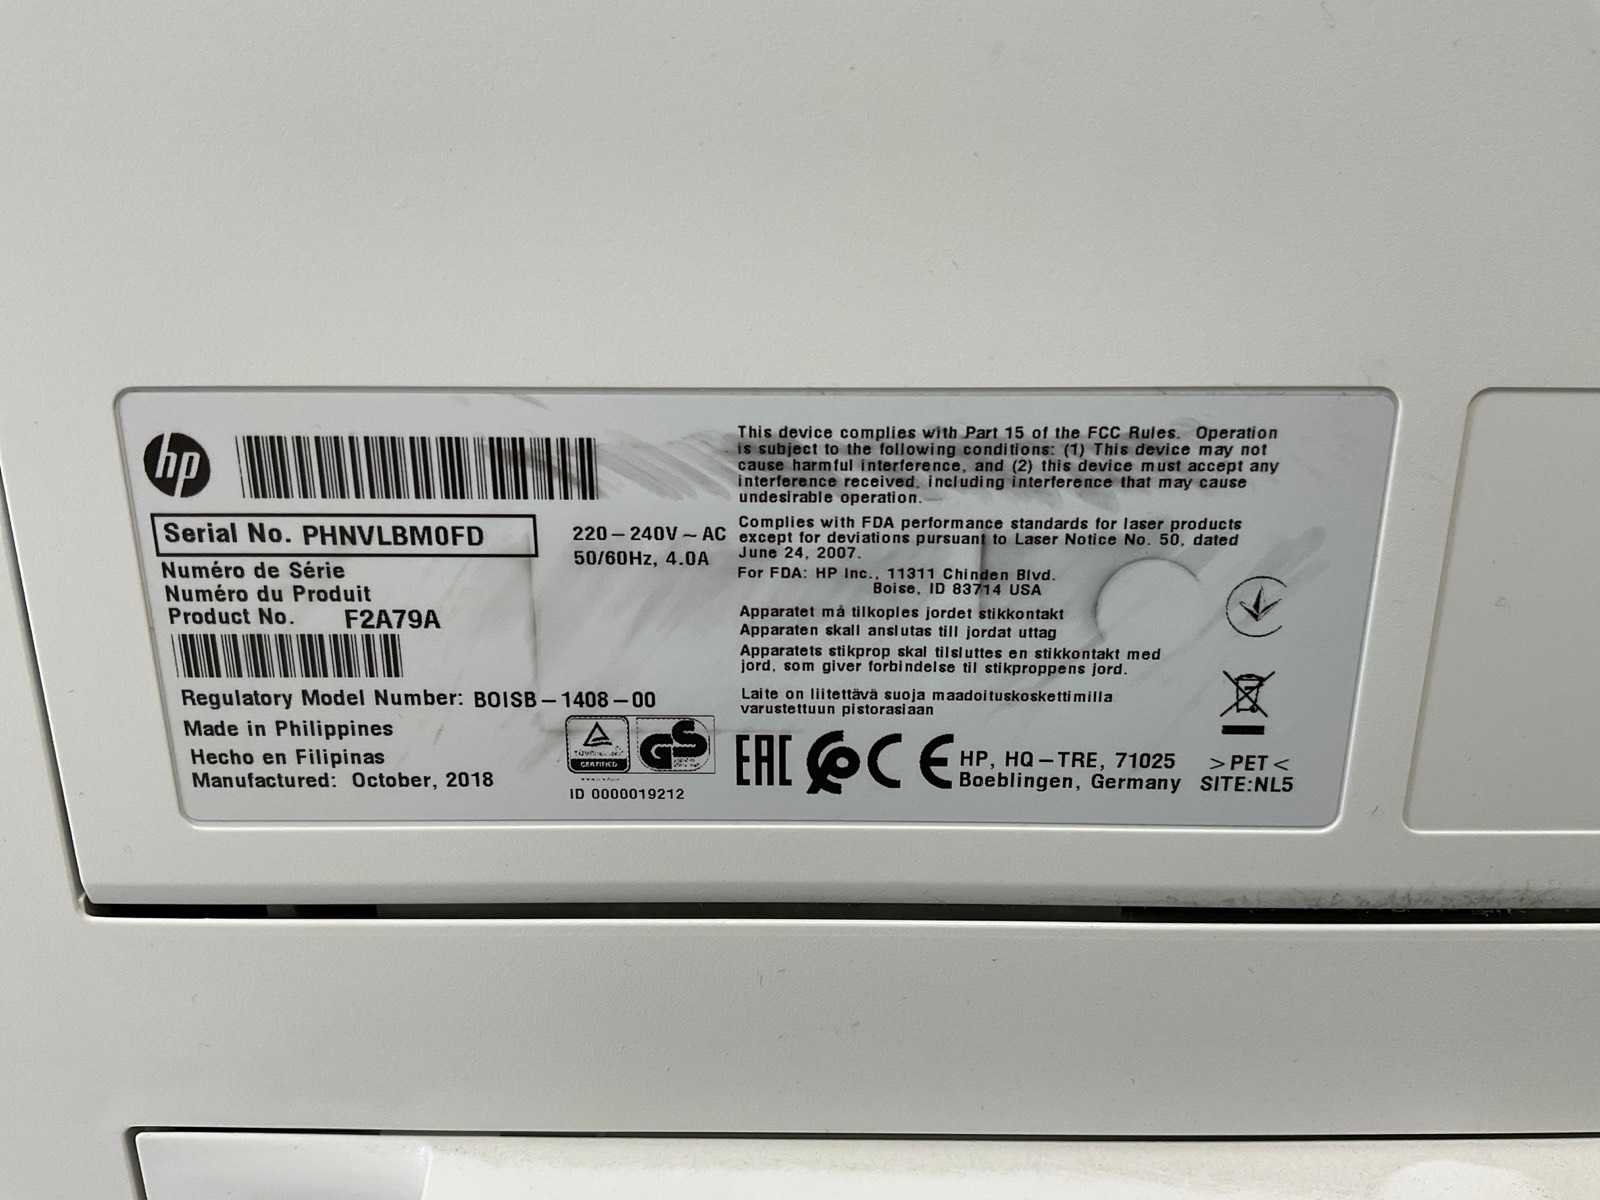 hp
Serial No. PHNVLBM0FD
Numéro de Série
Numéro du Produit
Product No. F2A79A
220-240V~AC
50/60Hz, 4.0A
Regulatory Model Number: BOISB-1408-00
Made in Philippines
Hecho en Filipinas
Manufactured: October, 2018
CERTIFIED
GS
ID 0000019212
This device complies with Part 15 of the FCC Rules. Operation
is subject to the following conditions: (1) This device may not
cause harmful interference, and (2) this device must accept any
interference received, including interference that may cause
undesirable operation.
Complies with FDA performance standards for laser products
except for deviations pursuant to Laser Notice No. 50, dated
June 24, 2007.
For FDA: HP Inc., 11311 Chinden Blvd.
Boise, ID 83714 USA
Apparatet må tilkoples jordet stikkontakt
Apparaten skall anslutas till jordat uttag
Apparatets stikprop skal tilsluttes en stikkontakt med
jord, som giver forbindelse til stikproppens jord.
Laite on liitettävä suoja maadoituskoskettimilla
varustettuun pistorasiaan
EAC
CE
HP, HQ-TRE, 71025
Boeblingen, Germany
>PET<
SITE:NL5